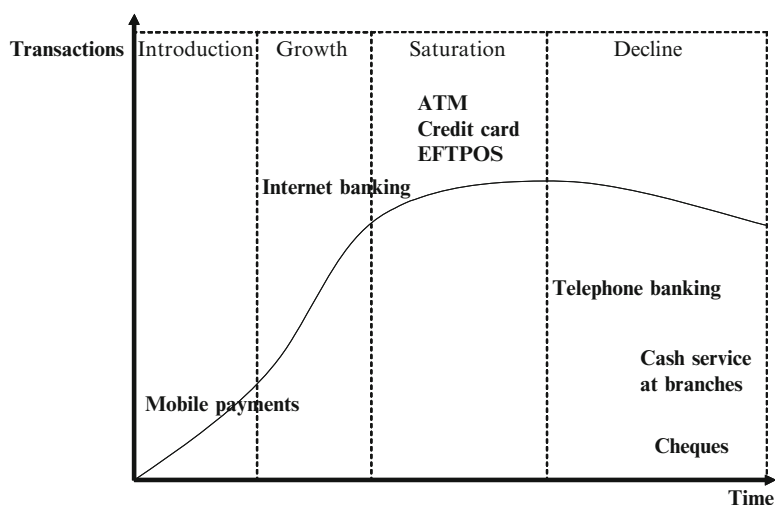 Transactions Introduction Growth Saturation Decline
ATM
Credit card
EFTPOS
Internet banking
Telephone banking
Cash service
at branches
Mobile payments
Cheques
Time